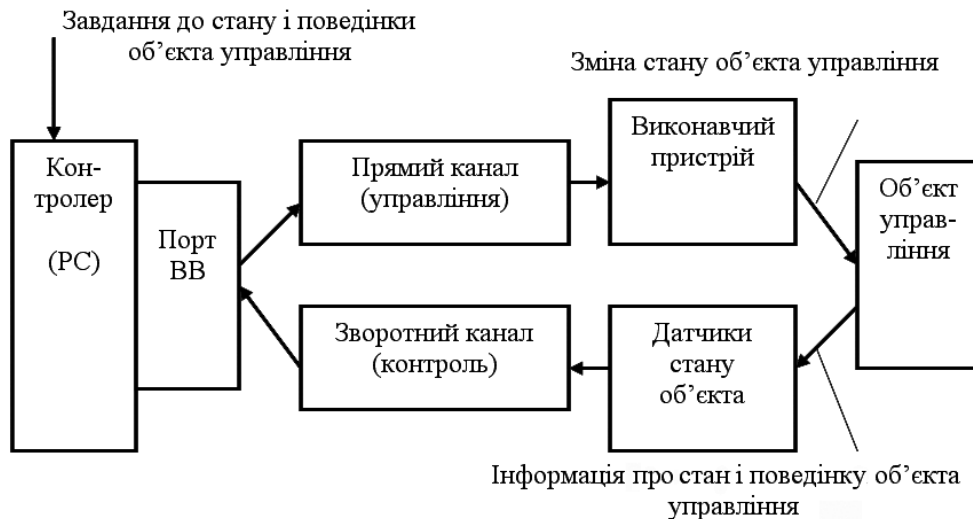 Завдання до стану і поведінки
об’єкта управління
Зміна стану об’єкта управління
Кон-
тролер
(PC)
Порт
ВВ
Прямий канал
(управління)
Виконавчий
пристрій
Об’єкт
управ-
ління
Зворотний канал
(контроль)
Датчики
стану
об’єкта
Інформація про стан і поведінку об’єкта
управління